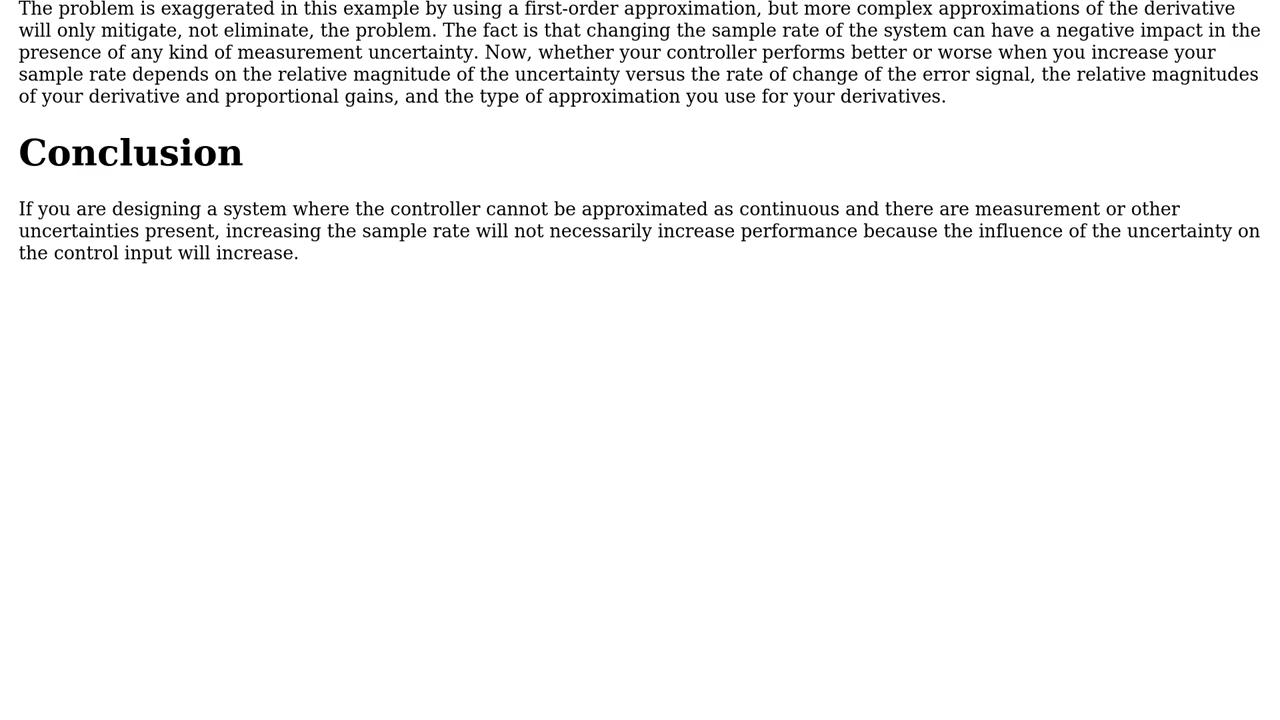 The problem is exaggerated in this example by using a first-order approximation, but more complex approximations of the derivative
will only mitigate, not eliminate, the problem. The fact is that changing the sample rate of the system can have a negative impact in the
presence of any kind of measurement uncertainty. Now, whether your controller performs better or worse when you increase your
sample rate depends on the relative magnitude of the uncertainty versus the rate of change of the error signal, the relative magnitudes
of your derivative and proportional gains, and the type of approximation you use for your derivatives.
Conclusion
If you are designing a system where the controller cannot be approximated as continuous and there are measurement or other
uncertainties present, increasing the sample rate will not necessarily increase performance because the influence of the uncertainty on
the control input will increase.